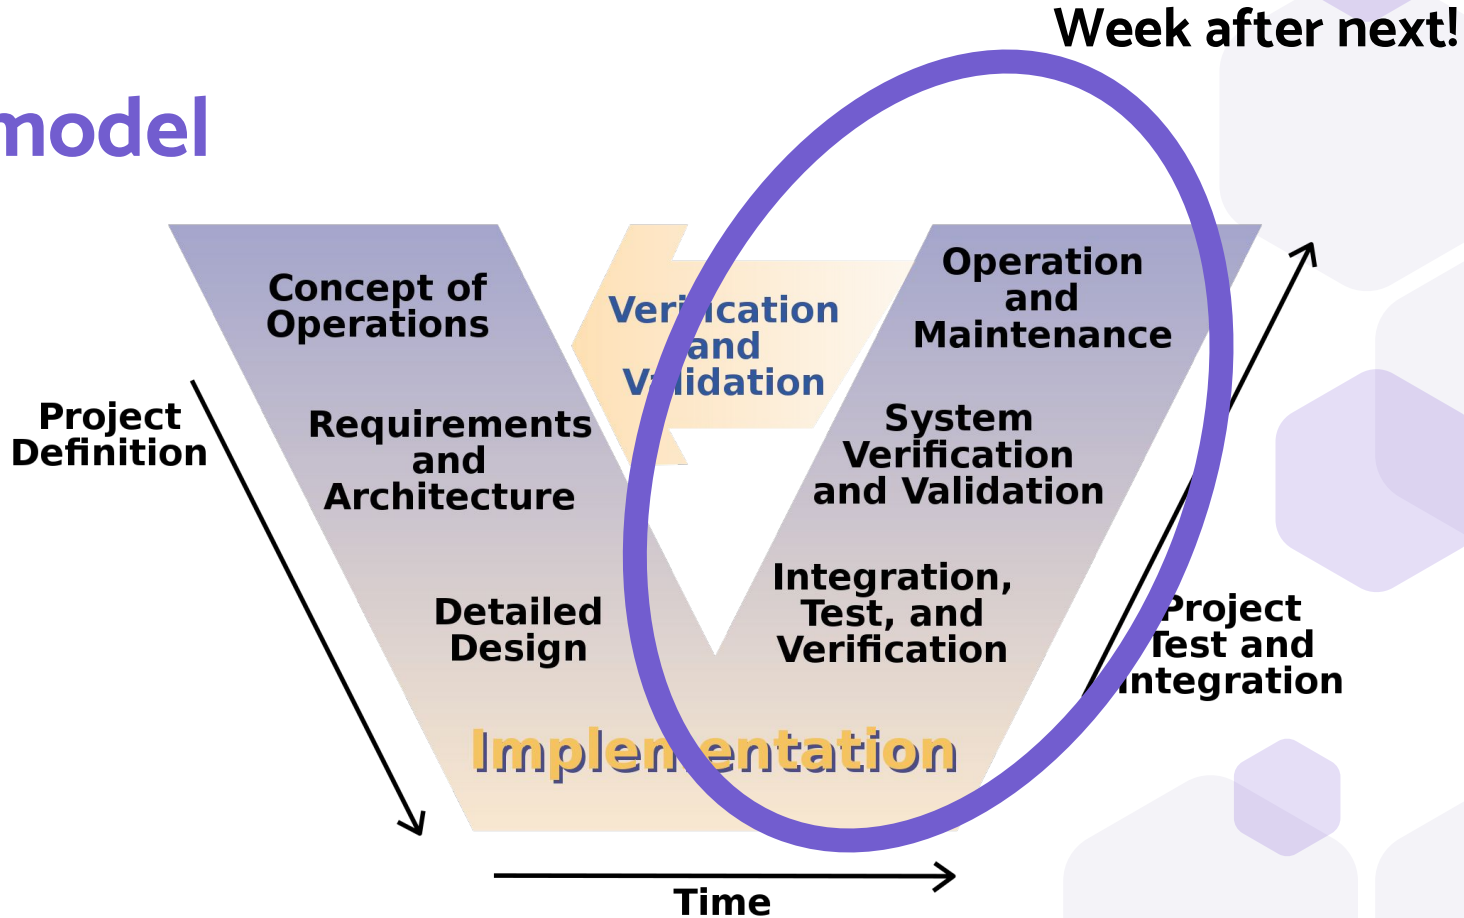 Week after next!
model
Concept of
Operations
Verification
and
Validation
Operation
and
Maintenance
Project
Definition
Requirements
and
Architecture
System
Verification
and Validation
Detailed
Design
Integration,
Test, and
Verification
Project
Test and
Integration
Implementation
Time